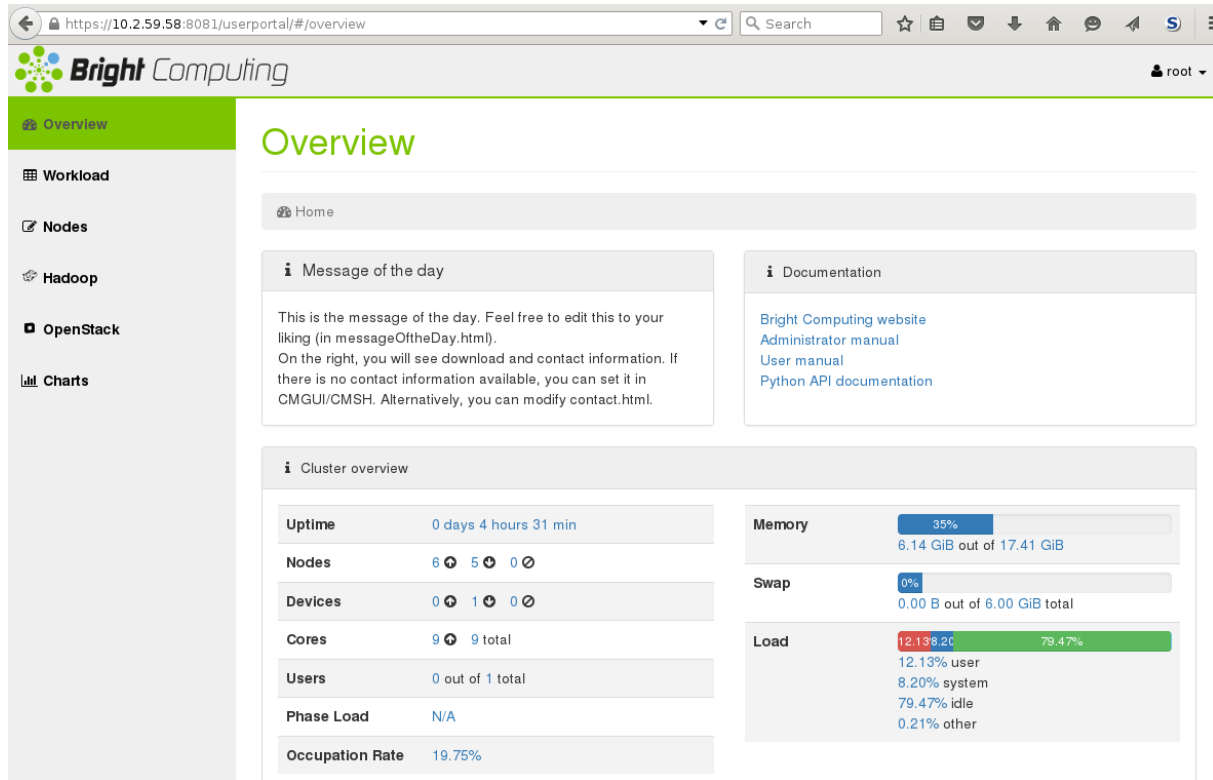 https://10.2.59.58:8081/userportal/#/overview
Search
Bright Computing
root
Overview
Workload
Nodes
Hadoop
OpenStack
Charts
Overview
Home
Message of the day
This is the message of the day. Feel free to edit this to your
liking (in messageOftheDay.html).
On the right, you will see download and contact information. If
there is no contact information available, you can set it in
CMGUI/CMSH. Alternatively, you can modify contact.html.
Documentation
Bright Computing website
Administrator manual
User manual
Python API documentation
Cluster overview
Uptime 0 days 4 hours 31 min
Nodes 6 5 0
Devices 0 1 0
Cores 9 9 total
Users 0 out of 1 total
Phase Load N/A
Occupation Rate 19.75%
Memory 35%
6.14 GiB out of 17.41 GiB
Swap 0%
0.00 B out of 6.00 GiB total
Load 12.13 8.20 79.47%
12.13% user
8.20% system
79.47% idle
0.21% other